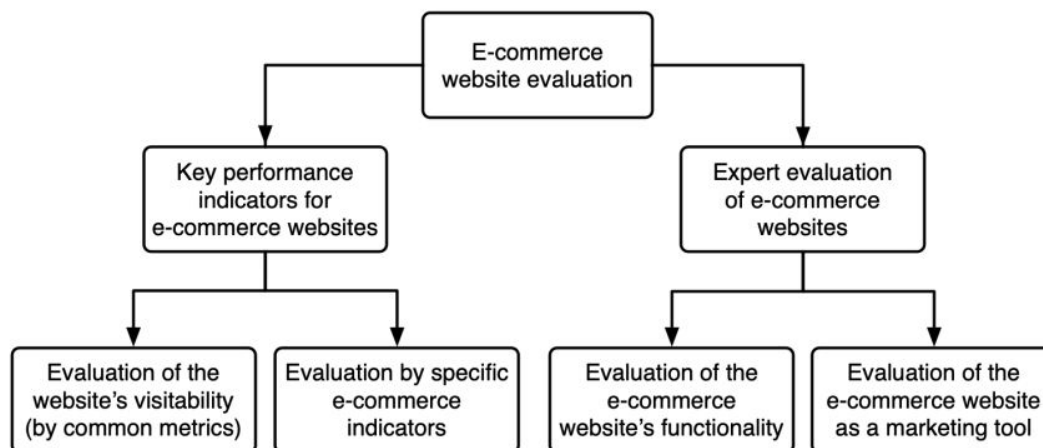 E-commerce
website evaluation
Key performance
indicators for
e-commerce websites
Expert evaluation
of e-commerce
websites
Evaluation of the
website's visitability
(by common metrics)
Evaluation by specific
e-commerce
indicators
Evaluation of the
e-commerce
website's functionality
Evaluation of the
e-commerce website
as a marketing tool